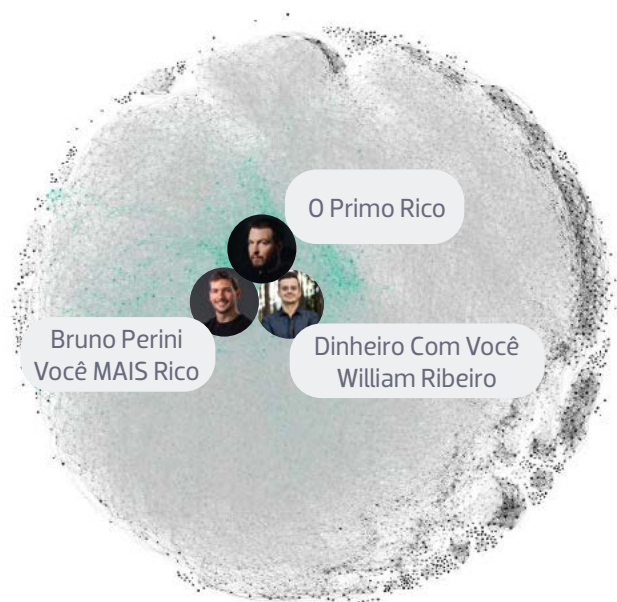 O Primo Rico
Bruno Perini
Você MAIS Rico
Dinheiro Com Você
William Ribeiro